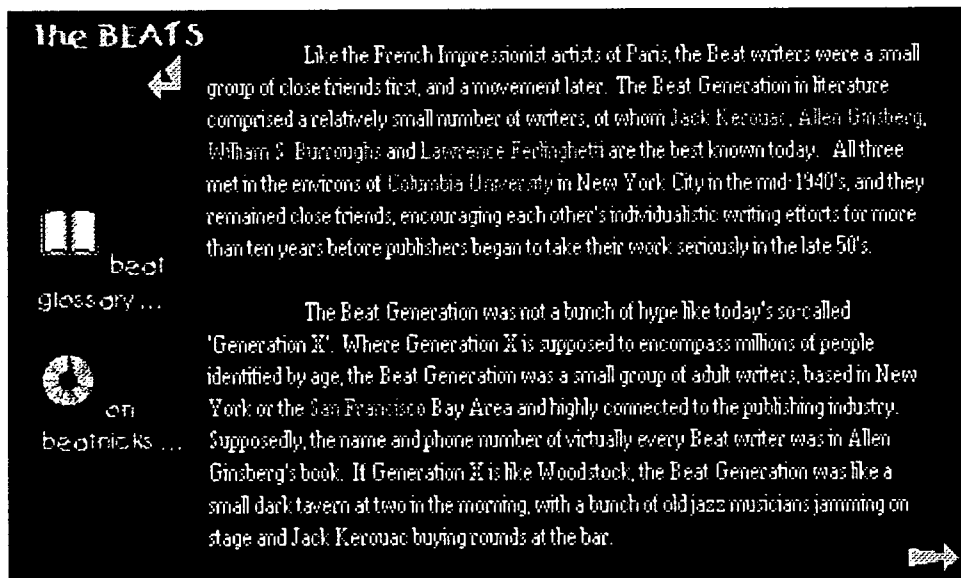 The BEATS
Like the French Impressionist artists of Paris, the Beat writers were a small
group of close friends first, and a movement later. The Beat Generation in literature
comprised a relatively small number of writers, of whom Jack Kerouac, Allen Ginsberg,
William S. Burroughs and Lawrence Ferlinghetti are the best known today. All three
met in the environs of Columbia University in New York City in the mid-1940's, and they
remained close friends, encouraging each other's individualistic writing efforts for more
than ten years before publishers began to take their work seriously in the late 50's.
beat
glossary ...
The Beat Generation was not a bunch of hype like today's so-called
'Generation X'. Where Generation X is supposed to encompass millions of people
identified by age, the Beat Generation was a small group of adult writers, based in New
York or the San Francisco Bay Area and highly connected to the publishing industry.
Supposedly, the name and phone number of virtually every Beat writer was in Allen
Ginsberg's book. If Generation X is like Woodstock, the Beat Generation was like a
small dark tavern at two in the morning, with a bunch of old jazz musicians jamming on
stage and Jack Kerouac buying rounds at the bar.
on
beatnicks ...